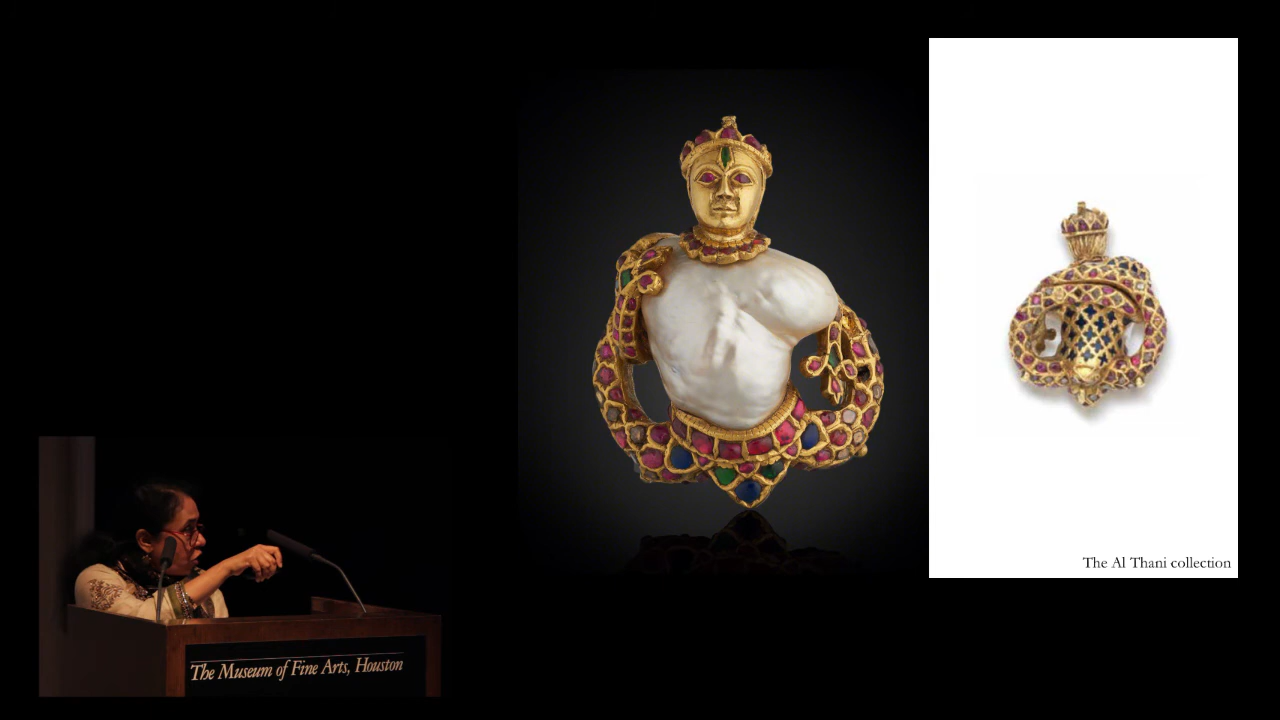 The Al Thani collection
The Museum of Fine Arts, Houston